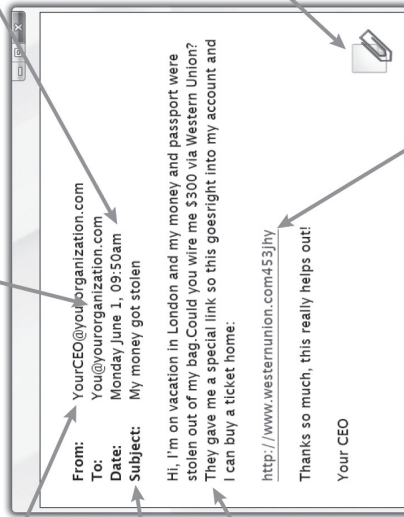 From: YourCEO@yourorganization.com
To: You@yourorganization.com
Date: Monday June 1, 09:50am
Subject: My money got stolen
Hi, I'm on vacation in London and my money and passport were
stolen out of my bag.Could you wire me $300 via Western Union?
They gave me a special link so this goesright into my account and
I can buy a ticket home:
http://www.westernunion.com453jhy
Thanks so much, this really helps out!
Your CEO